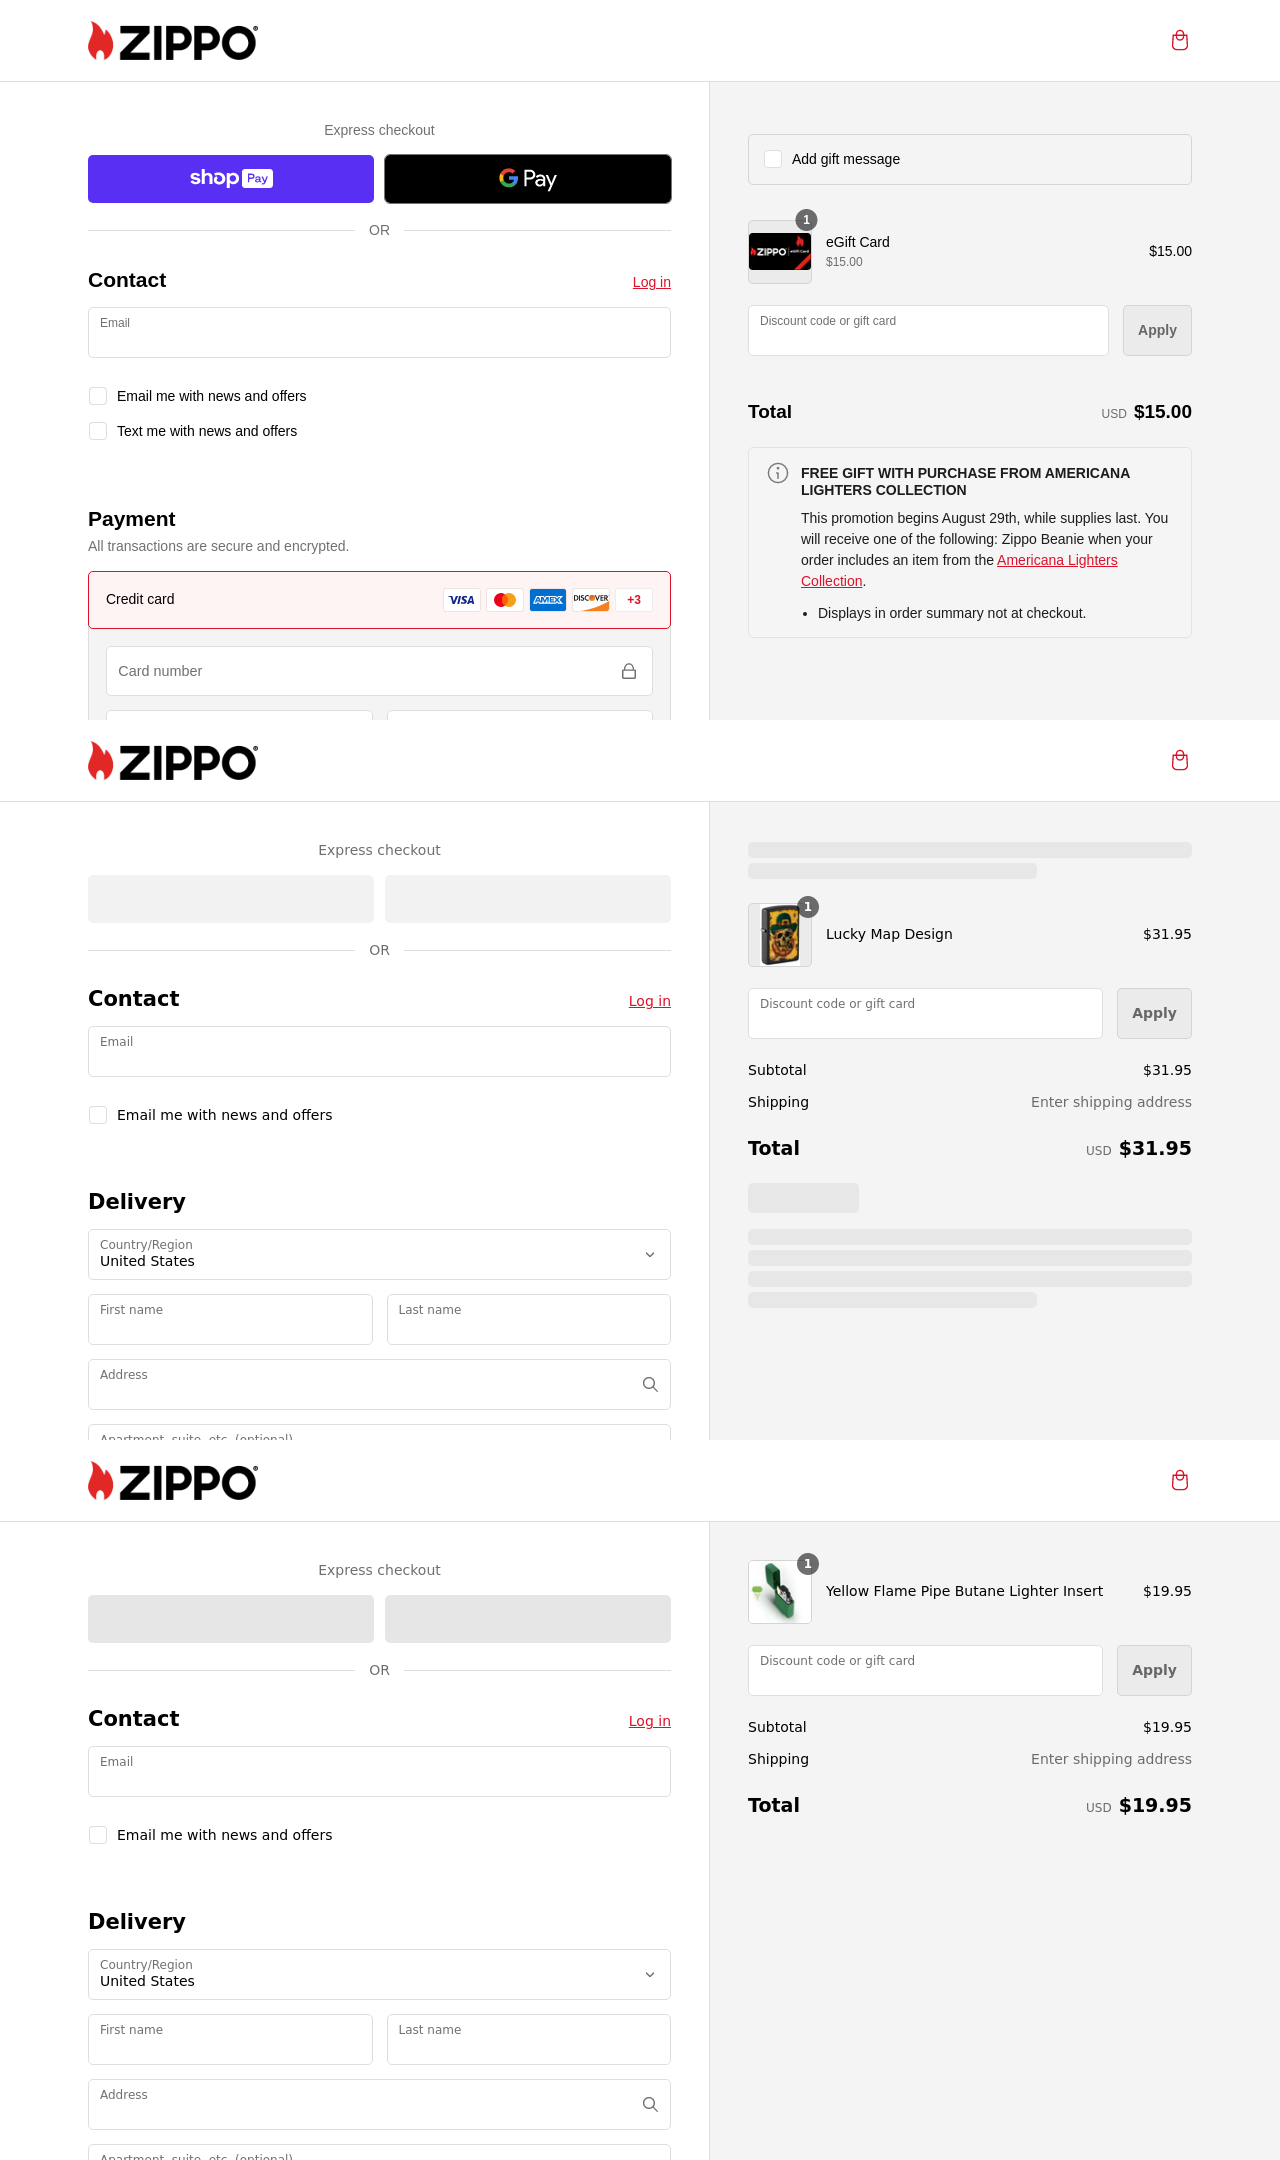 ZIPPO®
Express checkout
shop Pay
G Pay
OR
Contact
Log in
Email
Email me with news and offers
Text me with news and offers
Payment
All transactions are secure and encrypted.
Credit card
VISA
AMEX
DISCOVER
+3
Card number
Add gift message
1
ZIPPO eGift Card
eGift Card
$15.00
$15.00
Discount code or gift card
Apply
Total
USD $15.00
FREE GIFT WITH PURCHASE FROM AMERICANA
LIGHTERS COLLECTION
This promotion begins August 29th, while supplies last. You
will receive one of the following: Zippo Beanie when your
order includes an item from the Americana Lighters
Collection.
• Displays in order summary not at checkout.
ZIPPO®
Express checkout
OR
Contact
Log in
Email
Email me with news and offers
Delivery
Country/Region
United States
First name
Last name
Address
Apartment, suite, etc. (optional)
1
Lucky Map Design
$31.95
Discount code or gift card
Apply
Subtotal
$31.95
Shipping
Enter shipping address
Total
USD $31.95
ZIPPO®
Express checkout
OR
Contact
Log in
Email
Email me with news and offers
Delivery
Country/Region
United States
First name
Last name
Address
Apartment, suite, etc. (optional)
1
Yellow Flame Pipe Butane Lighter Insert
$19.95
Discount code or gift card
Apply
Subtotal
$19.95
Shipping
Enter shipping address
Total
USD $19.95